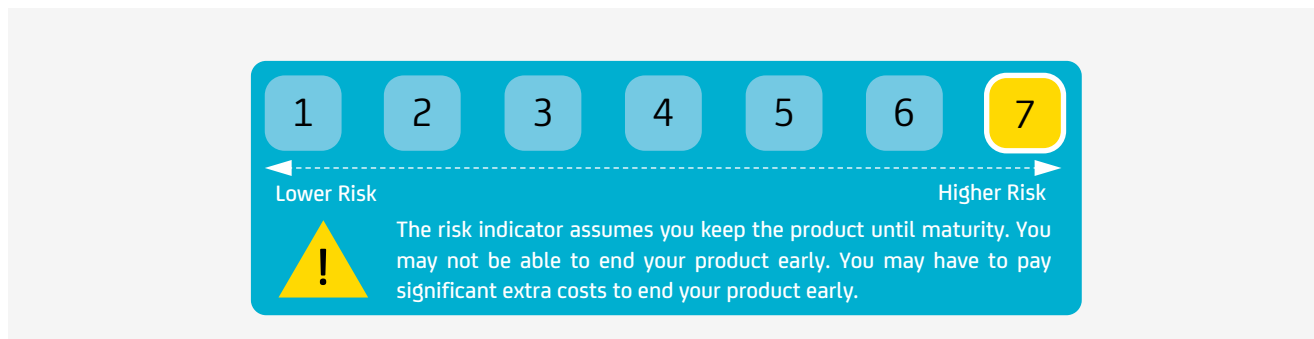 1 2 3 4 5 6 7
Lower Risk Higher Risk
The risk indicator assumes you keep the product until maturity. You
may not be able to end your product early. You may have to pay
significant extra costs to end your product early.
!